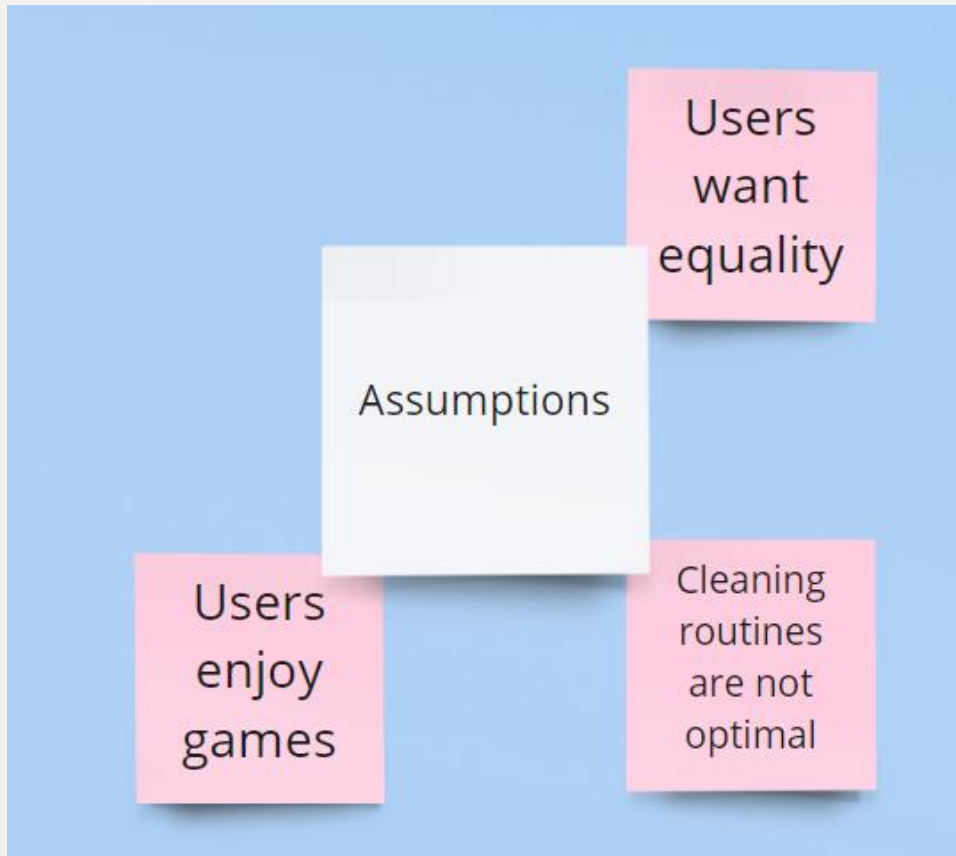 Users
want
equality
Assumptions
Users
enjoy
games
Cleaning
routines
are not
optimal